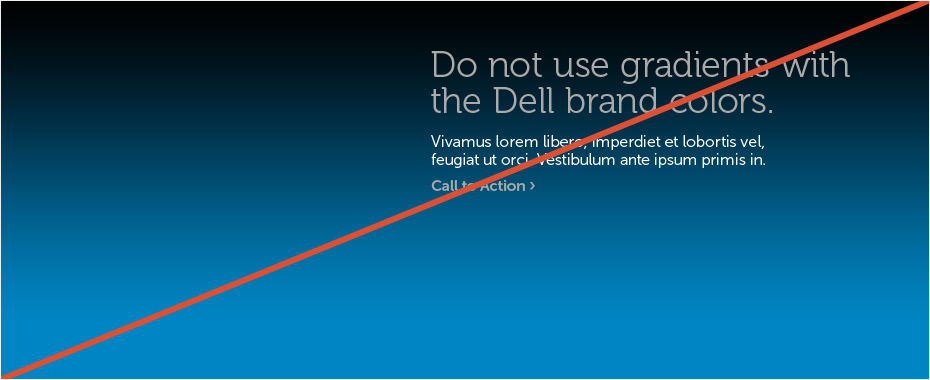 Do not use gradients with
the Dell brand colors.
Vivamus lorem libero, imperdiet et lobortis vel,
feugiat ut orci. Vestibulum ante ipsum primis in.
Call to Action ›